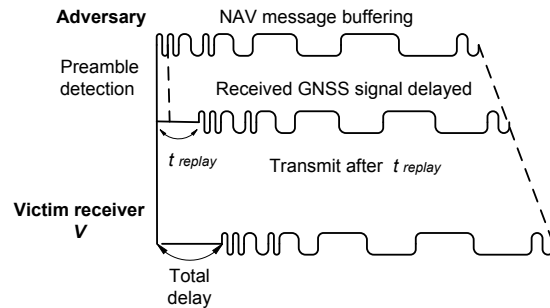 Adversary
NAV message buffering
Preamble
detection
Received GNSS signal delayed
t replay
Transmit after t replay
Victim receiver
V
Total
delay